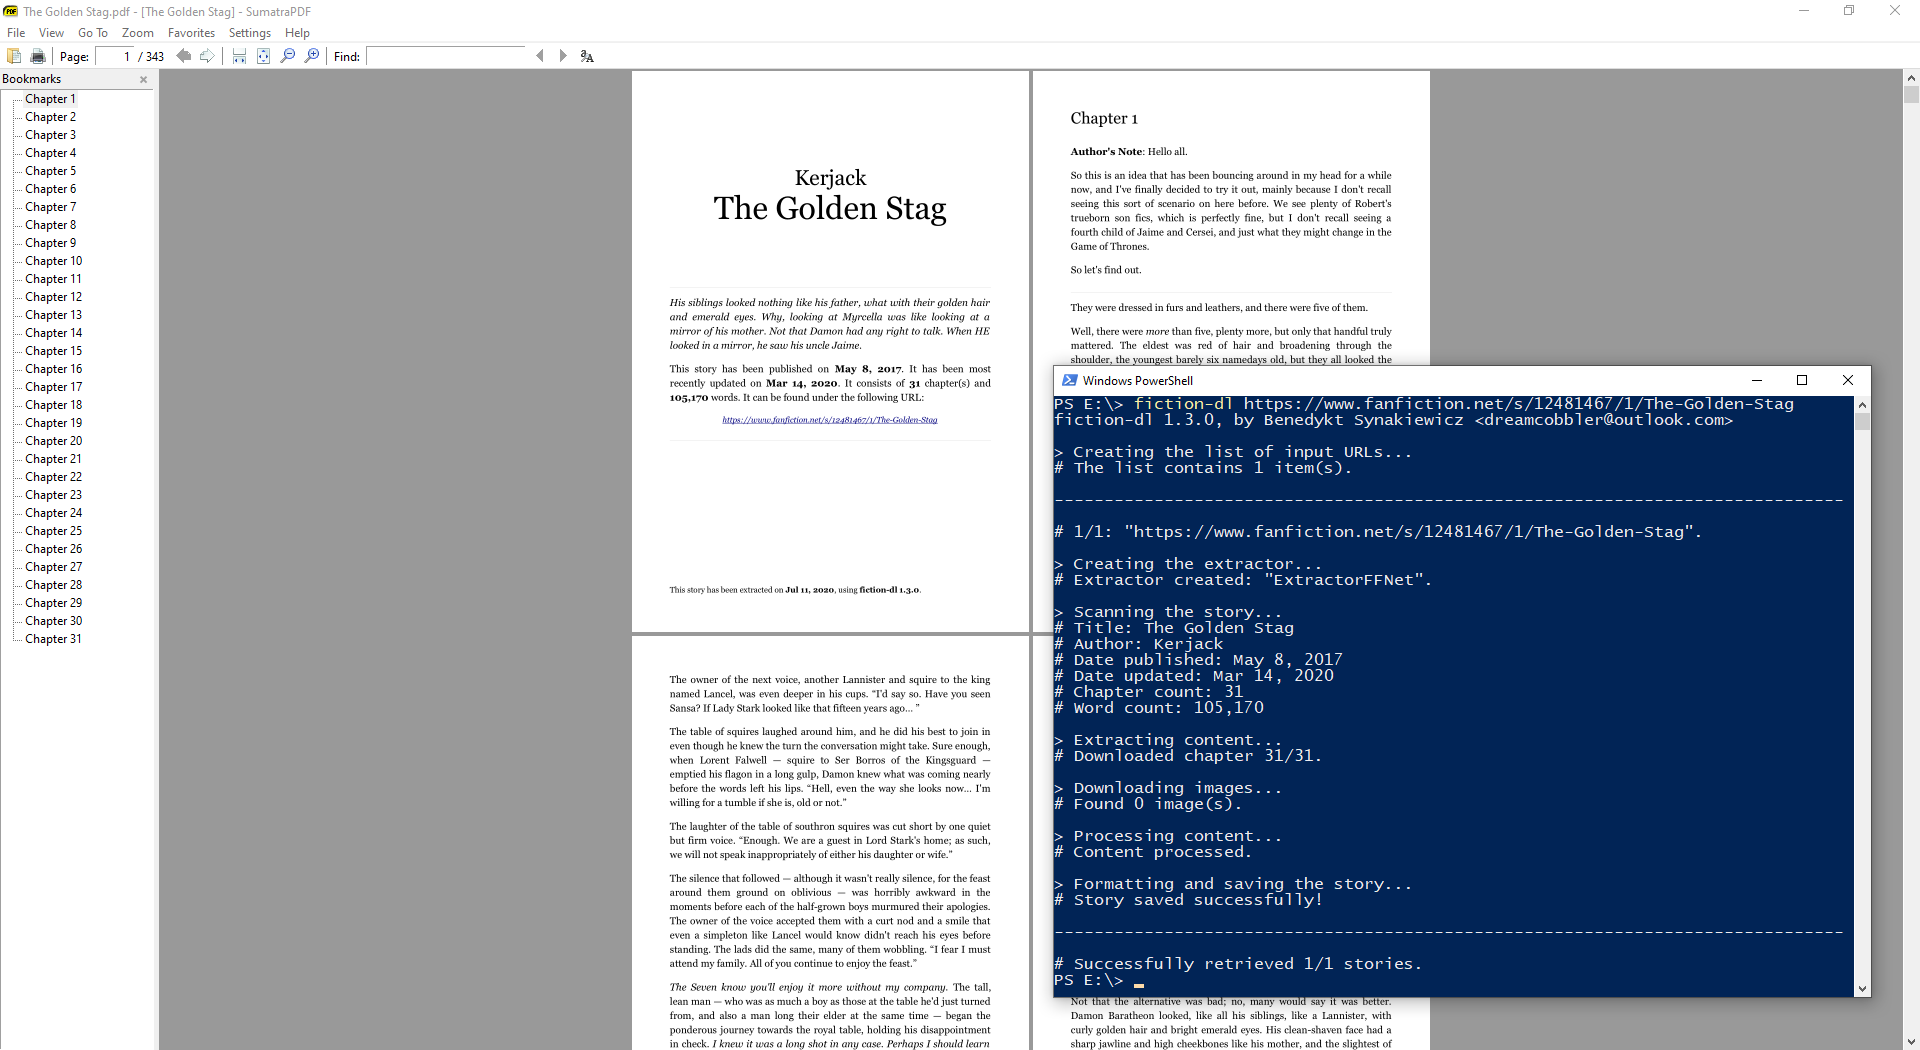 The Golden Stag.pdf - [The Golden Stag] - SumatraPDF
File View Go To Zoom Favorites Settings Help
Page: 1 / 343 Find:
Bookmarks
Chapter 1
Chapter 2
Chapter 3
Chapter 4
Chapter 5
Chapter 6
Chapter 7
Chapter 8
Chapter 9
Chapter 10
Chapter 11
Chapter 12
Chapter 13
Chapter 14
Chapter 15
Chapter 16
Chapter 17
Chapter 18
Chapter 19
Chapter 20
Chapter 21
Chapter 22
Chapter 23
Chapter 24
Chapter 25
Chapter 26
Chapter 27
Chapter 28
Chapter 29
Chapter 30
Chapter 31
Kerjack
The Golden Stag
His siblings looked nothing like his father, what with their golden hair
and emerald eyes. Why, looking at Myrcella was like looking at a
mirror of his mother. Not that Damon had any right to talk. When HE
looked in a mirror, he saw his uncle Jaime.
This story has been published on May 8, 2017. It has been most
recently updated on Mar 14, 2020. It consists of 31 chapter(s) and
105,170 words. It can be found under the following URL:
https://www.fanfiction.net/s/12481467/1/The-Golden-Stag
This story has been extracted on Jul 11, 2020, using fiction-dl 1.3.0.
Chapter 1
Author's Note: Hello all.
So this is an idea that has been bouncing around in my head for a while
now, and I've finally decided to try it out, mainly because I don't recall
seeing this sort of scenario on here before. We see plenty of Robert's
trueborn son fics, which is perfectly fine, but I don't recall seeing a
fourth child of Jaime and Cersei, and just what they might change in the
Game of Thrones.
So let's find out.
They were dressed in furs and leathers, and there were five of them.
Well, there were more than five, plenty more, but only that handful truly
mattered. The eldest was red of hair and broadening through the
shoulder, the youngest barely six namedays old, but they all looked the
The owner of the next voice, another Lannister and squire to the king
named Lancel, was even deeper in his cups. “I'd say so. Have you seen
Sansa? If Lady Stark looked like that fifteen years ago... ”
The table of squires laughed around him, and he did his best to join in
even though he knew the turn the conversation might take. Sure enough,
when Lorent Falwell — squire to Ser Borros of the Kingsguard —
emptied his flagon in a long gulp, Damon knew what was coming nearly
before the words left his lips. “Hell, even the way she looks now... I'm
willing for a tumble if she is, old or not.”
The laughter of the table of southron squires was cut short by one quiet
but firm voice. “Enough. We are a guest in Lord Stark's home; as such,
we will not speak inappropriately of either his daughter or wife.”
The silence that followed — although it wasn't really silence, for the feast
around them ground on oblivious — was horribly awkward in the
moments before each of the half-grown boys murmured their apologies.
The owner of the voice accepted them with a curt nod and a smile that
even a simpleton like Lancel would know didn't reach his eyes before
standing. The lads did the same, many of them wobbling. “I fear I must
attend my family. All of you continue to enjoy the feast.”
The Seven know you'll enjoy it more without my company. The tall,
lean man — who was as much a boy as those at the table he'd just turned
from, and also a man long their elder at the same time — began the
ponderous journey towards the royal table, holding his disappointment
in check. I knew it was a long shot in any case. Perhaps I should learn
Windows PowerShell
PS E:\> fiction-dl https://www.fanfiction.net/s/12481467/1/The-Golden-Stag
fiction-dl 1.3.0, by Benedykt Synakiewicz <dreamcobbler@outlook.com>
> Creating the list of input URLs...
# The list contains 1 item(s).
-------------------------------------------------------------------------------
# 1/1: "https://www.fanfiction.net/s/12481467/1/The-Golden-Stag".
> Creating the extractor...
# Extractor created: "ExtractorFFNet".
> Scanning the story...
# Title: The Golden Stag
# Author: Kerjack
# Date published: May 8, 2017
# Date updated: Mar 14, 2020
# Chapter count: 31
# Word count: 105,170
> Extracting content...
# Downloaded chapter 31/31.
> Downloading images...
# Found 0 image(s).
> Processing content...
# Content processed.
> Formatting and saving the story...
# Story saved successfully!
-------------------------------------------------------------------------------
# Successfully retrieved 1/1 stories.
PS E:\> _
Not that the alternative was bad; no, many would say it was better.
Damon Baratheon looked, like all his siblings, like a Lannister, with
curly golden hair and bright emerald eyes. His clean-shaven face had a
sharp jawline and high cheekbones like his mother, and the slightest of